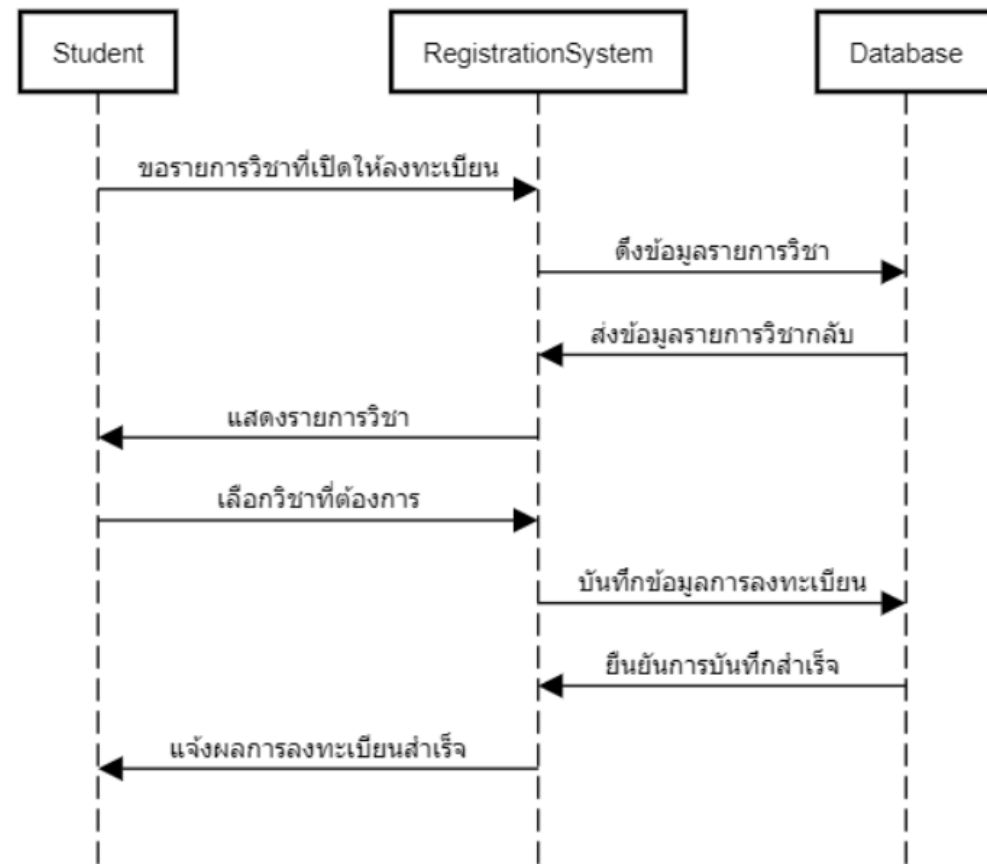 Student
RegistrationSystem
Database
ขอรายการวิชาที่เปิดให้ลงทะเบียน
ดึงข้อมูลรายการวิชา
ส่งข้อมูลรายการวิชากลับ
แสดงรายการวิชา
เลือกวิชาที่ต้องการ
บันทึกข้อมูลการลงทะเบียน
ยืนยันการบันทึกสำเร็จ
แจ้งผลการลงทะเบียนสำเร็จ